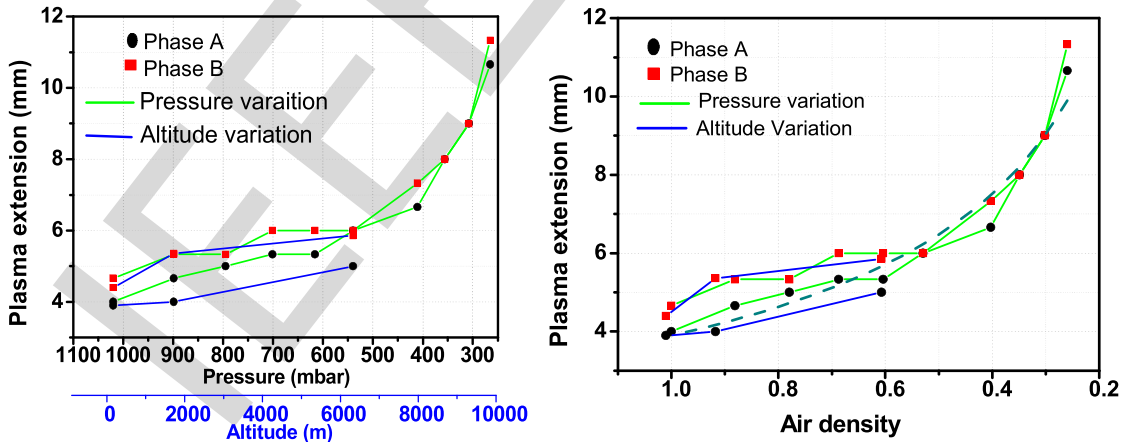 12
10
8
6
4
Plasma extension (mm)
Phase A
Phase B
Pressure varaition
Altitude variation
1100 1000 900 800 700 600 500 400 300
Pressure (mbar)
0 2000 4000 6000 8000 10000
Altitude (m)
12
10
8
6
4
Plasma extension (mm)
Phase A
Phase B
Pressure variation
Altitude Variation
1.0 0.8 0.6 0.4 0.2
Air density